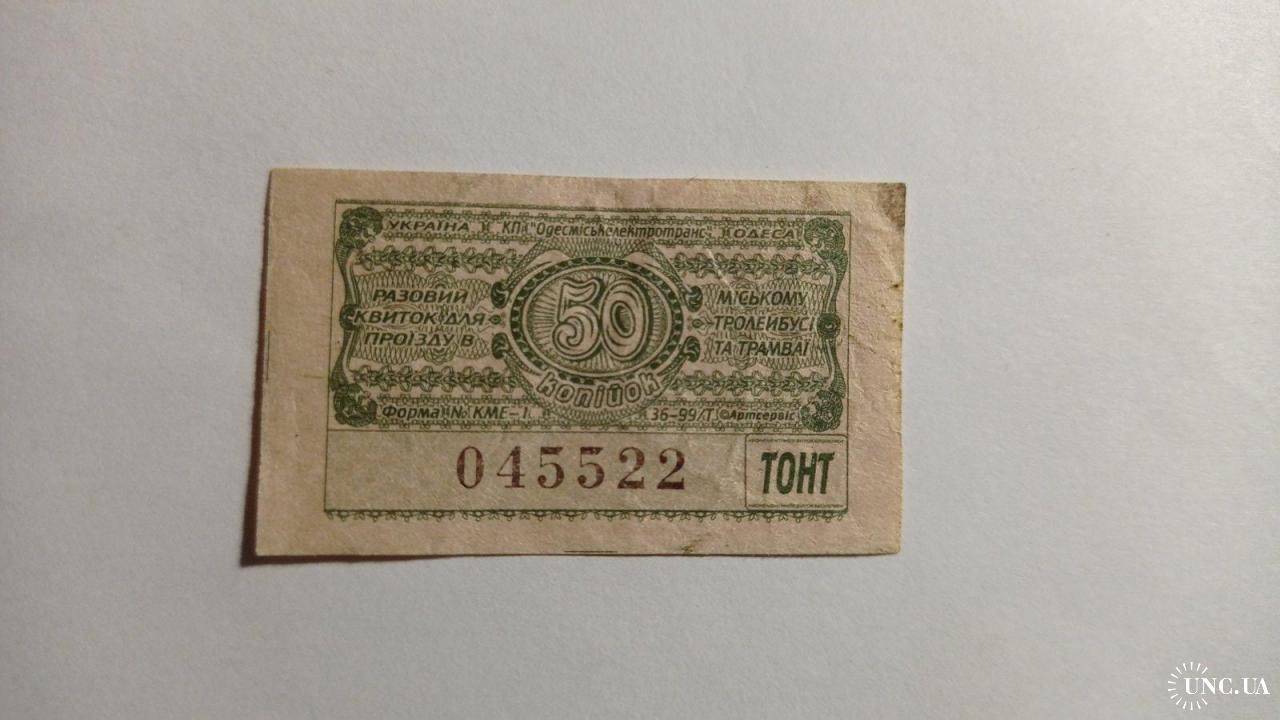 УКРАЇНА КП "Одесміськелектротранс" ОДЕСА
РАЗОВИЙ
КВИТОК ДЛЯ
ПРОЇЗДУ В
50
копійок
МІСЬКОМУ
ТРОЛЕЙБУСІ
ТА ТРАМВАЇ
Форма № КМЕ-1 36-99/Т ©Артсервіс
045522
ТОНТ
UNC.UA